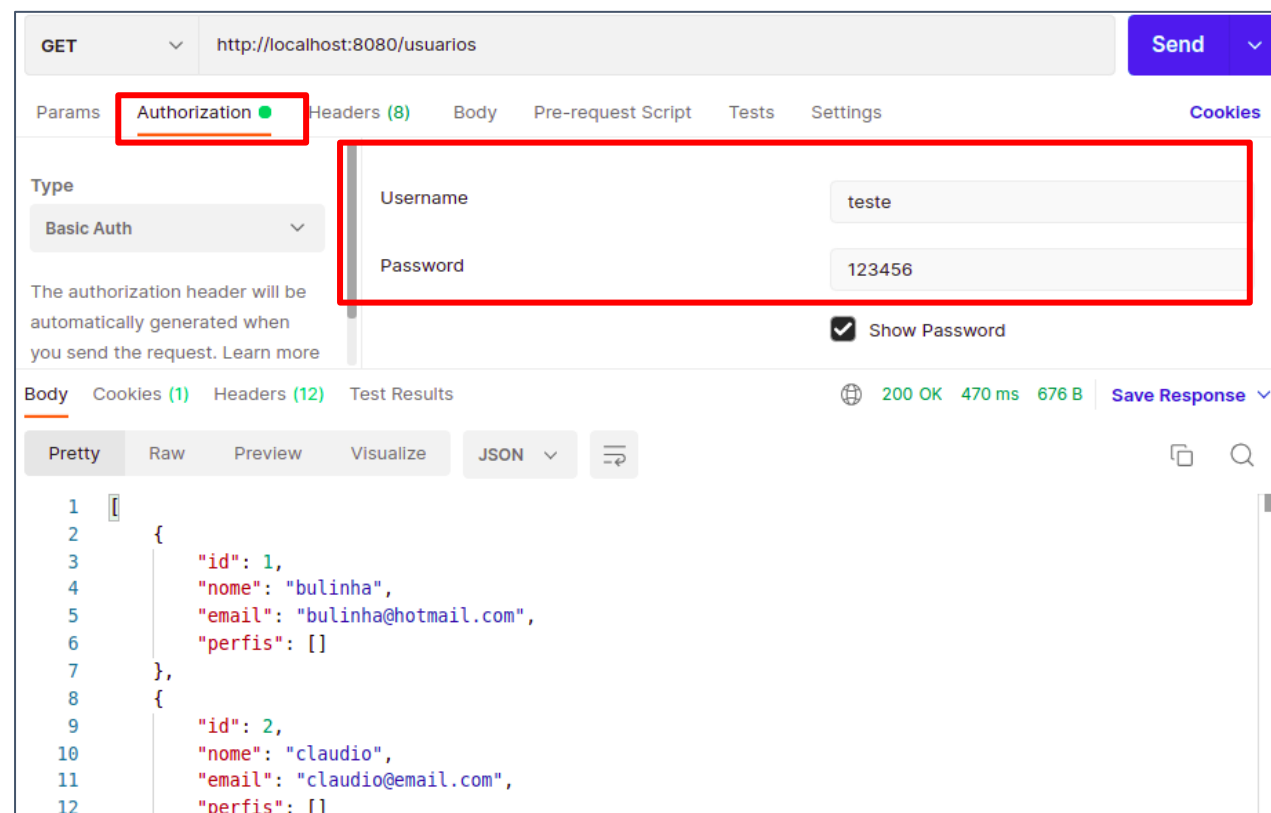 GET http://localhost:8080/usuarios Send
Params Authorization Headers (8) Body Pre-request Script Tests Settings Cookies
Type
Basic Auth
The authorization header will be
automatically generated when
you send the request. Learn more
Username teste
Password 123456
Show Password
Body Cookies (1) Headers (12) Test Results 200 OK 470 ms 676 B Save Response
Pretty Raw Preview Visualize JSON
1 [
2 {
3 "id": 1,
4 "nome": "bulinha",
5 "email": "bulinha@hotmail.com",
6 "perfis": []
7 },
8 {
9 "id": 2,
10 "nome": "claudio",
11 "email": "claudio@email.com",
12 "perfis": []